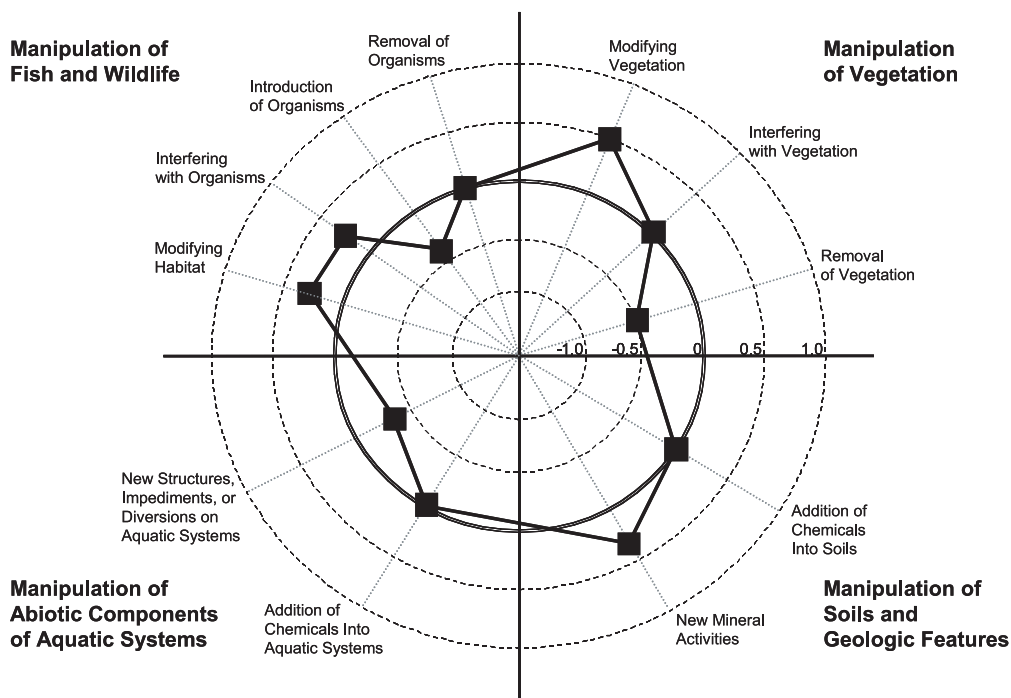 Manipulation of
Fish and Wildlife
Removal of
Organisms
Modifying
Vegetation
Manipulation
of Vegetation
Introduction
of Organisms
Interfering
with Vegetation
Interfering
with Organisms
Modifying
Habitat
Removal
of Vegetation
-1.0 -0.5 0 0.5 1.0
New Structures,
Impediments, or
Diversions on
Aquatic Systems
Addition of
Chemicals
Into Soils
Manipulation of
Abiotic Components
of Aquatic Systems
Addition of
Chemicals Into
Aquatic Systems
New Mineral
Activities
Manipulation of
Soils and
Geologic Features